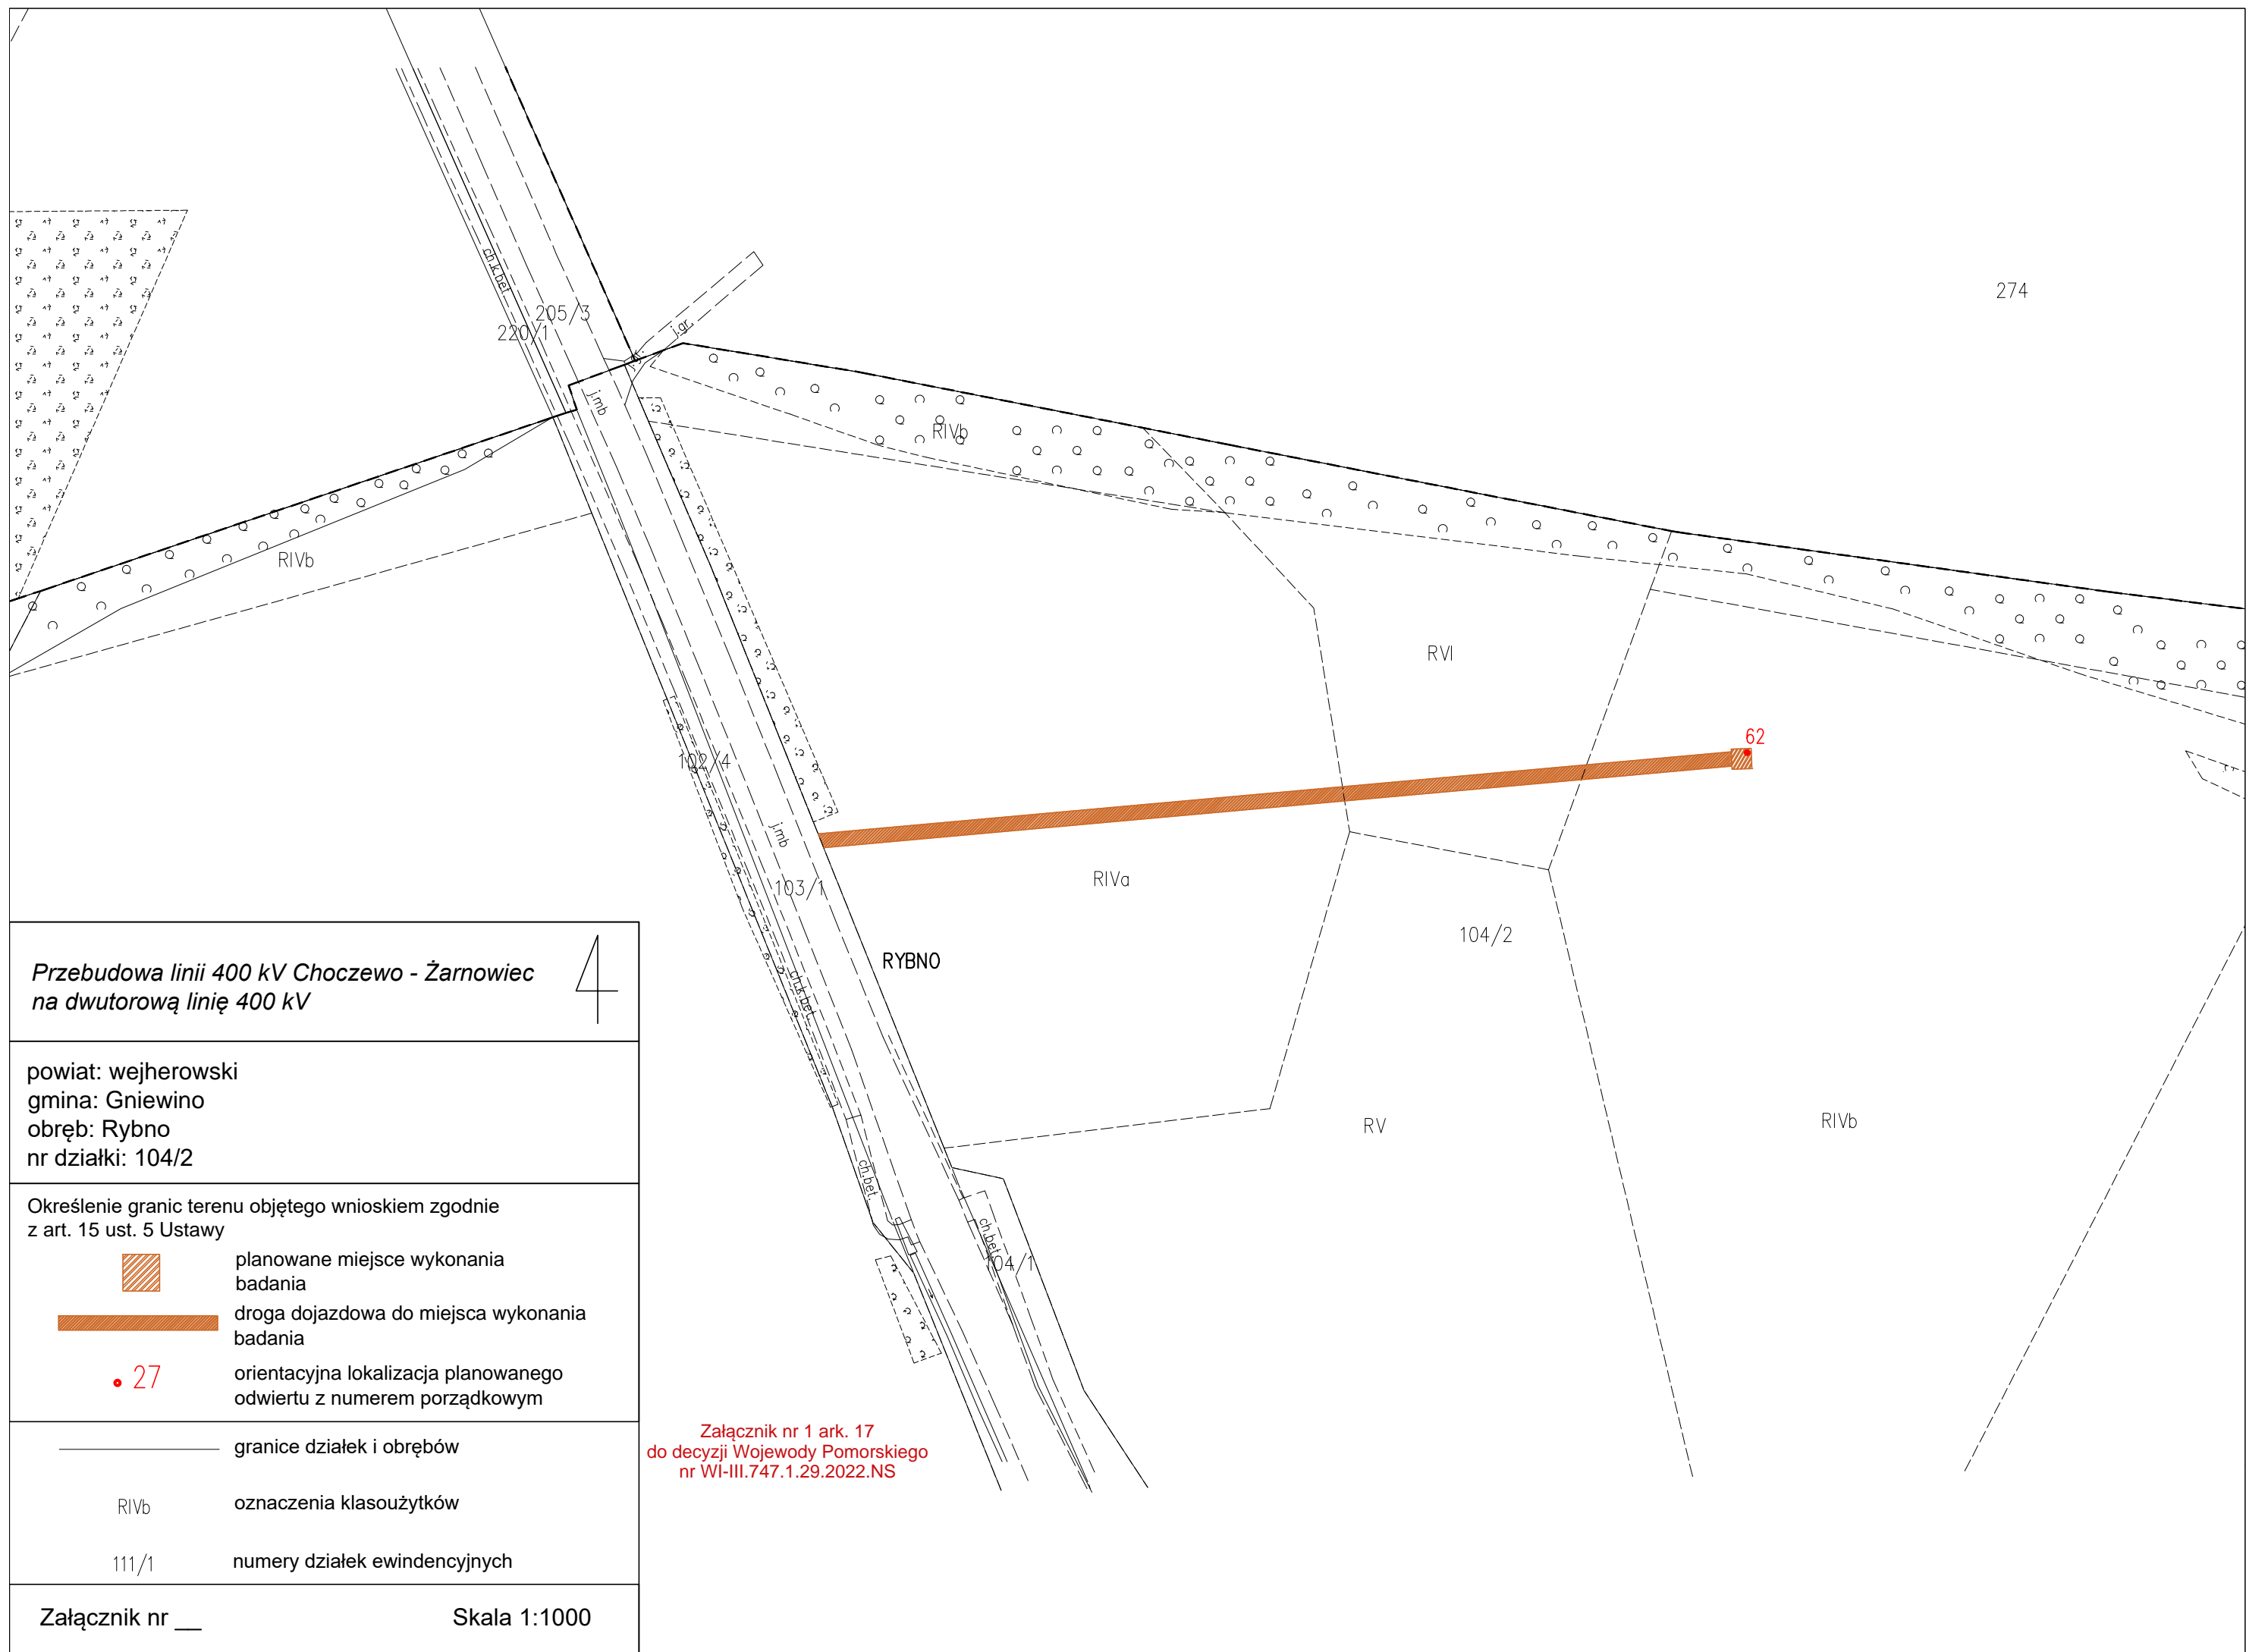 274
ch.k.bet.
205/3
220/1
j.gr.
j.mb
RIVb
RIVb
RVI
62
102/4
j.mb
103/1
RIVa
104/2
RYBNO
ch.k.bet.
RV
RIVb
ch.bet.
ch.bet.
104/1
Przebudowa linii 400 kV Choczewo - Żarnowiec
na dwutorową linię 400 kV
powiat: wejherowski
gmina: Gniewino
obręb: Rybno
nr działki: 104/2
Określenie granic terenu objętego wnioskiem zgodnie
z art. 15 ust. 5 Ustawy
planowane miejsce wykonania
badania
droga dojazdowa do miejsca wykonania
badania
27
orientacyjna lokalizacja planowanego
odwiertu z numerem porządkowym
granice działek i obrębów
RIVb oznaczenia klasoużytków
111/1 numery działek ewindencyjnych
Załącznik nr __ Skala 1:1000
Załącznik nr 1 ark. 17
do decyzji Wojewody Pomorskiego
nr WI-III.747.1.29.2022.NS